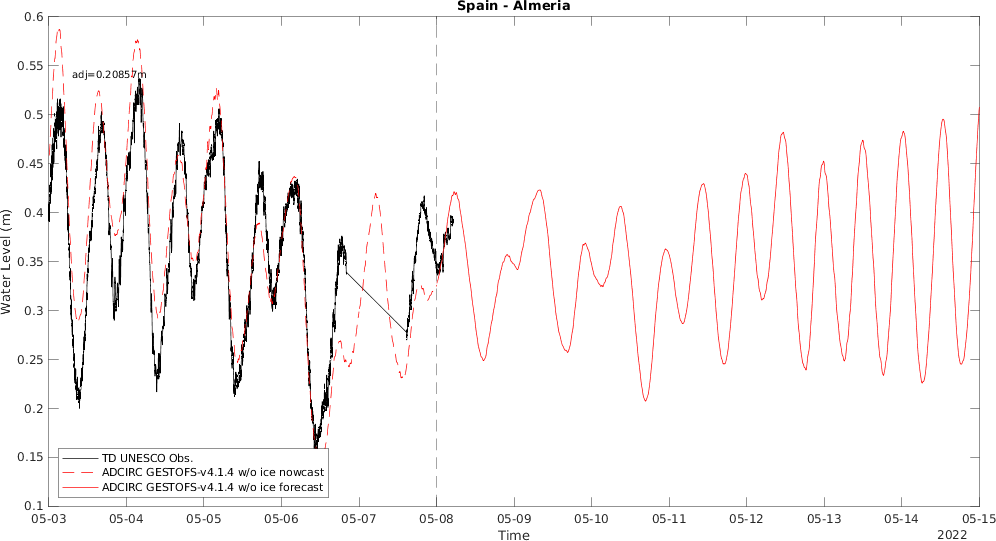 Spain - Almeria
0.6
0.55
0.5
0.45
0.4
0.35
0.3
0.25
0.2
0.15
0.1
Water Level (m)
adj=0.20857m
TD UNESCO Obs.
ADCIRC GESTOFS-v4.1.4 w/o ice nowcast
ADCIRC GESTOFS-v4.1.4 w/o ice forecast
05-03 05-04 05-05 05-06 05-07 05-08 05-09 05-10 05-11 05-12 05-13 05-14 05-15
Time
2022